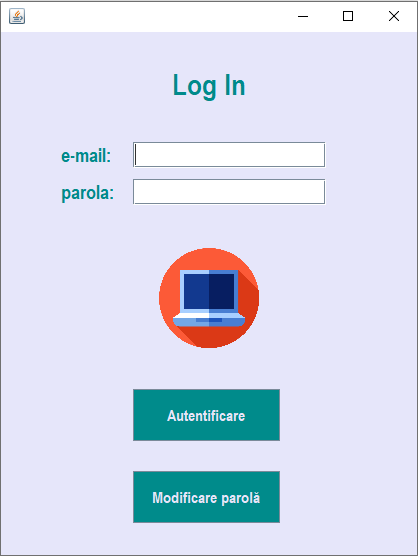 Log In
e-mail:
parola:
Autentificare
Modificare parolă